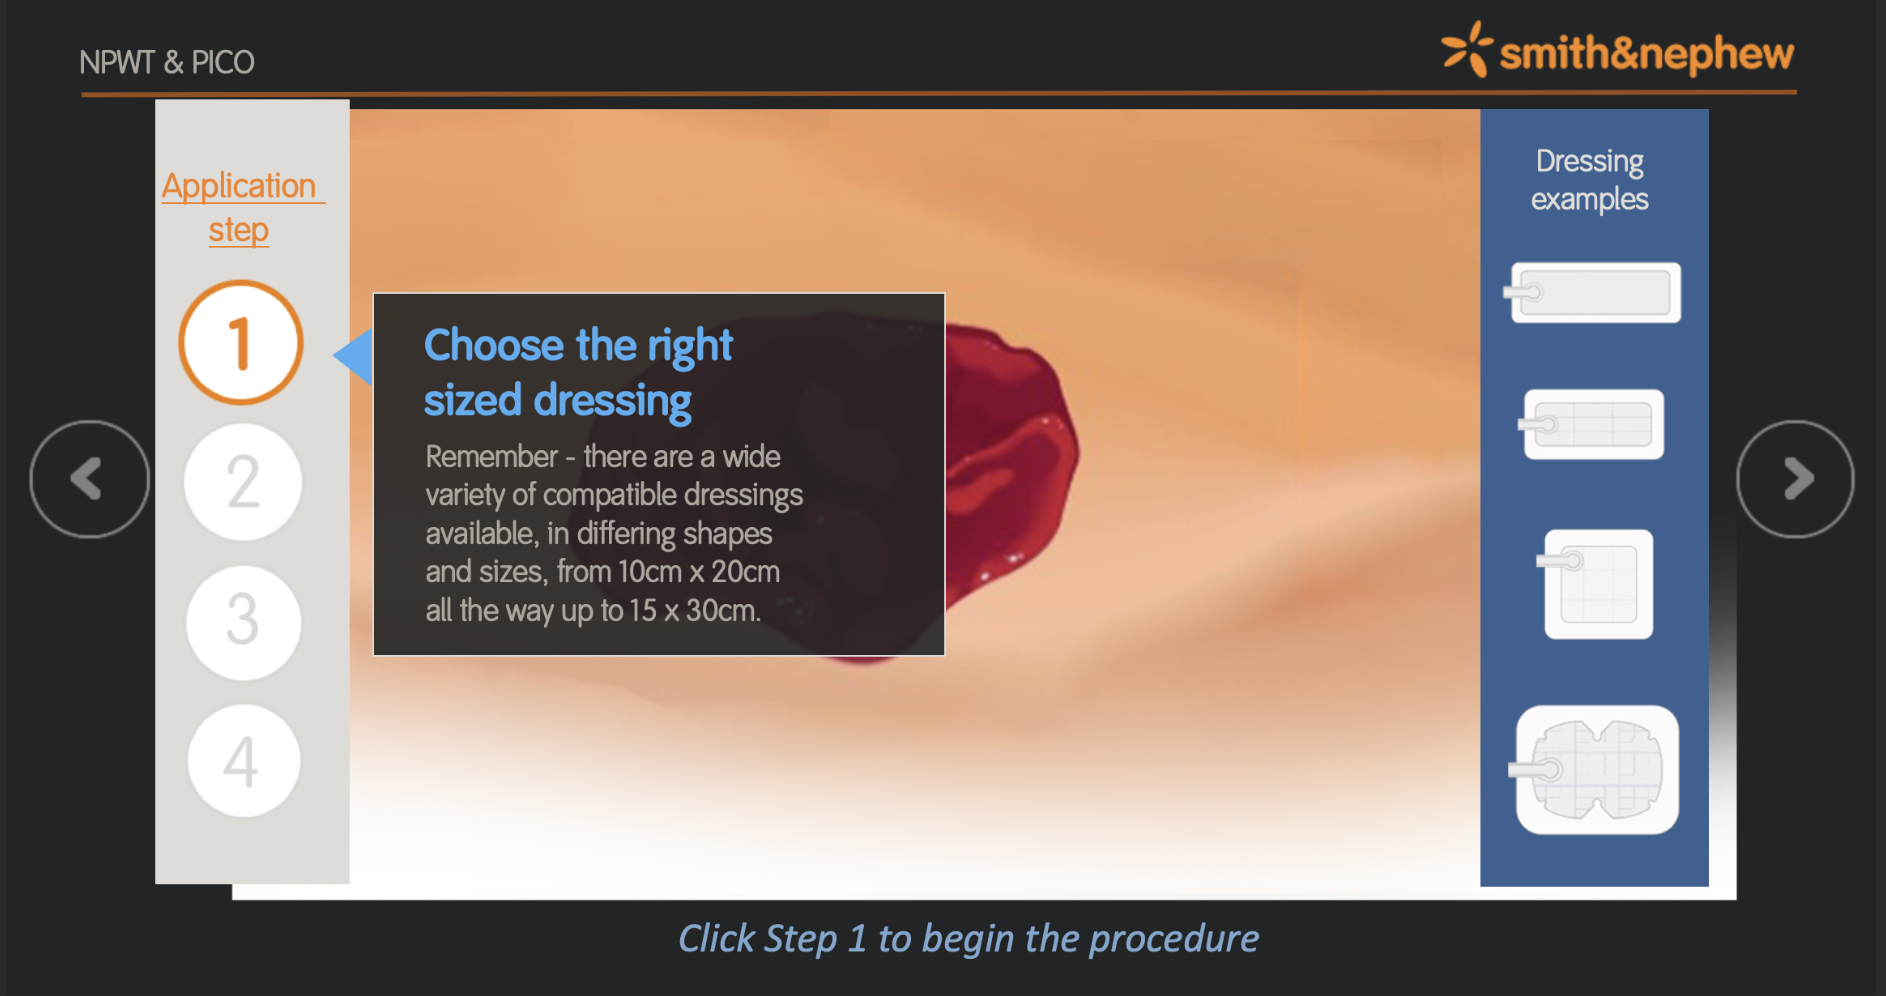 NPWT & PICO
smith&nephew
Application
step
1
2
3
4
Choose the right
sized dressing
Remember - there are a wide
variety of compatible dressings
available, in differing shapes
and sizes, from 10cm x 20cm
all the way up to 15 x 30cm.
Dressing
examples
Click Step 1 to begin the procedure